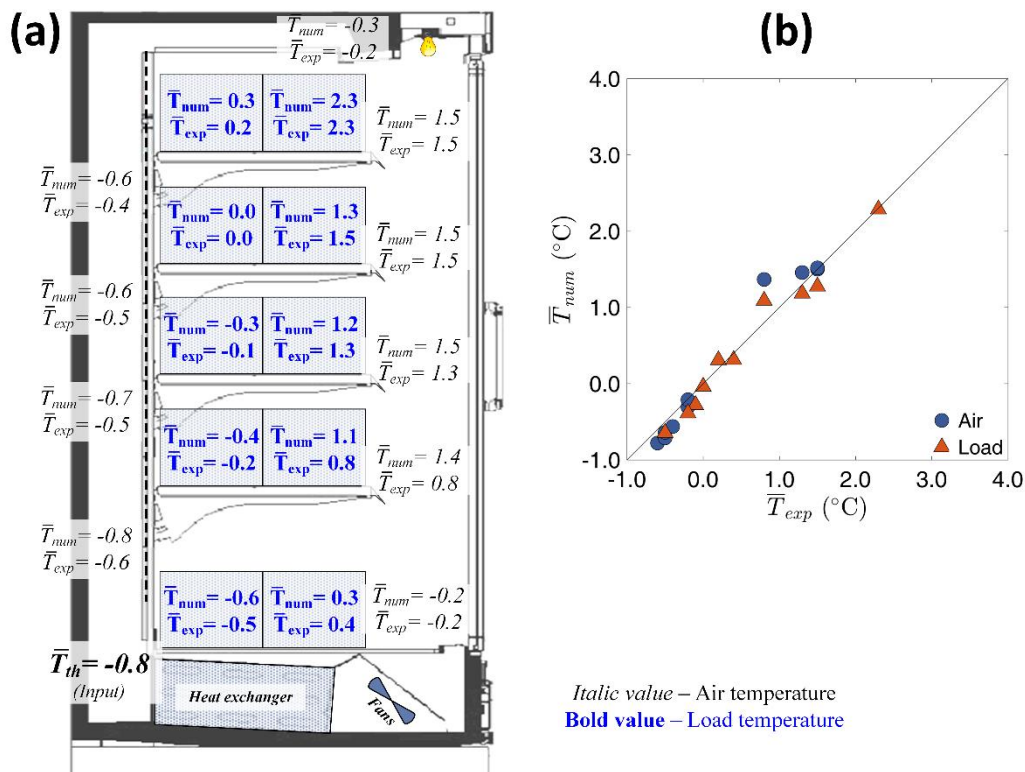 (a)
T̅num = -0.3
T̅exp = -0.2
T̅num= 0.3
T̅exp= 0.2
T̅num= 2.3
T̅exp= 2.3
T̅num= 1.5
T̅exp= 1.5
T̅num= -0.6
T̅exp= -0.4
T̅num= 0.0
T̅exp= 0.0
T̅num= 1.3
T̅exp= 1.5
T̅num= 1.5
T̅exp= 1.5
T̅num= -0.6
T̅exp= -0.5
T̅num= -0.3
T̅exp= -0.1
T̅num= 1.2
T̅exp= 1.3
T̅num= 1.5
T̅exp= 1.3
T̅num= -0.7
T̅exp= -0.5
T̅num= -0.4
T̅exp= -0.2
T̅num= 1.1
T̅exp= 0.8
T̅num= 1.4
T̅exp= 0.8
T̅num= -0.8
T̅exp= -0.6
T̅num= -0.6
T̅exp= -0.5
T̅num= 0.3
T̅exp= 0.4
T̅num= -0.2
T̅exp= -0.2
T̅th= -0.8
(Input)
Heat exchanger
Fans
(b)
4.0
3.0
2.0
1.0
0.0
-1.0
T̅num (°C)
Air
Load
-1.0 0.0 1.0 2.0 3.0 4.0
T̅exp (°C)
Italic value – Air temperature
Bold value – Load temperature